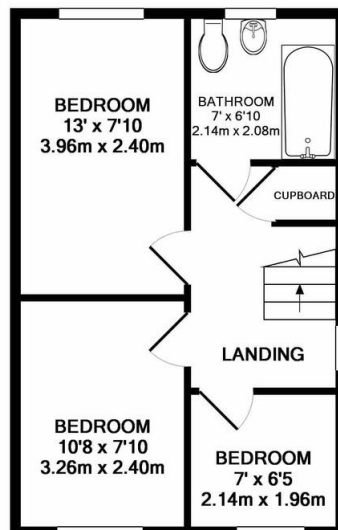 BEDROOM
13' x 7'10
3.96m x 2.40m
BATHROOM
7' x 6'10
2.14m x 2.08m
CUPBOARD
LANDING
BEDROOM
10'8 x 7'10
3.26m x 2.40m
BEDROOM
7' x 6'5
2.14m x 1.96m